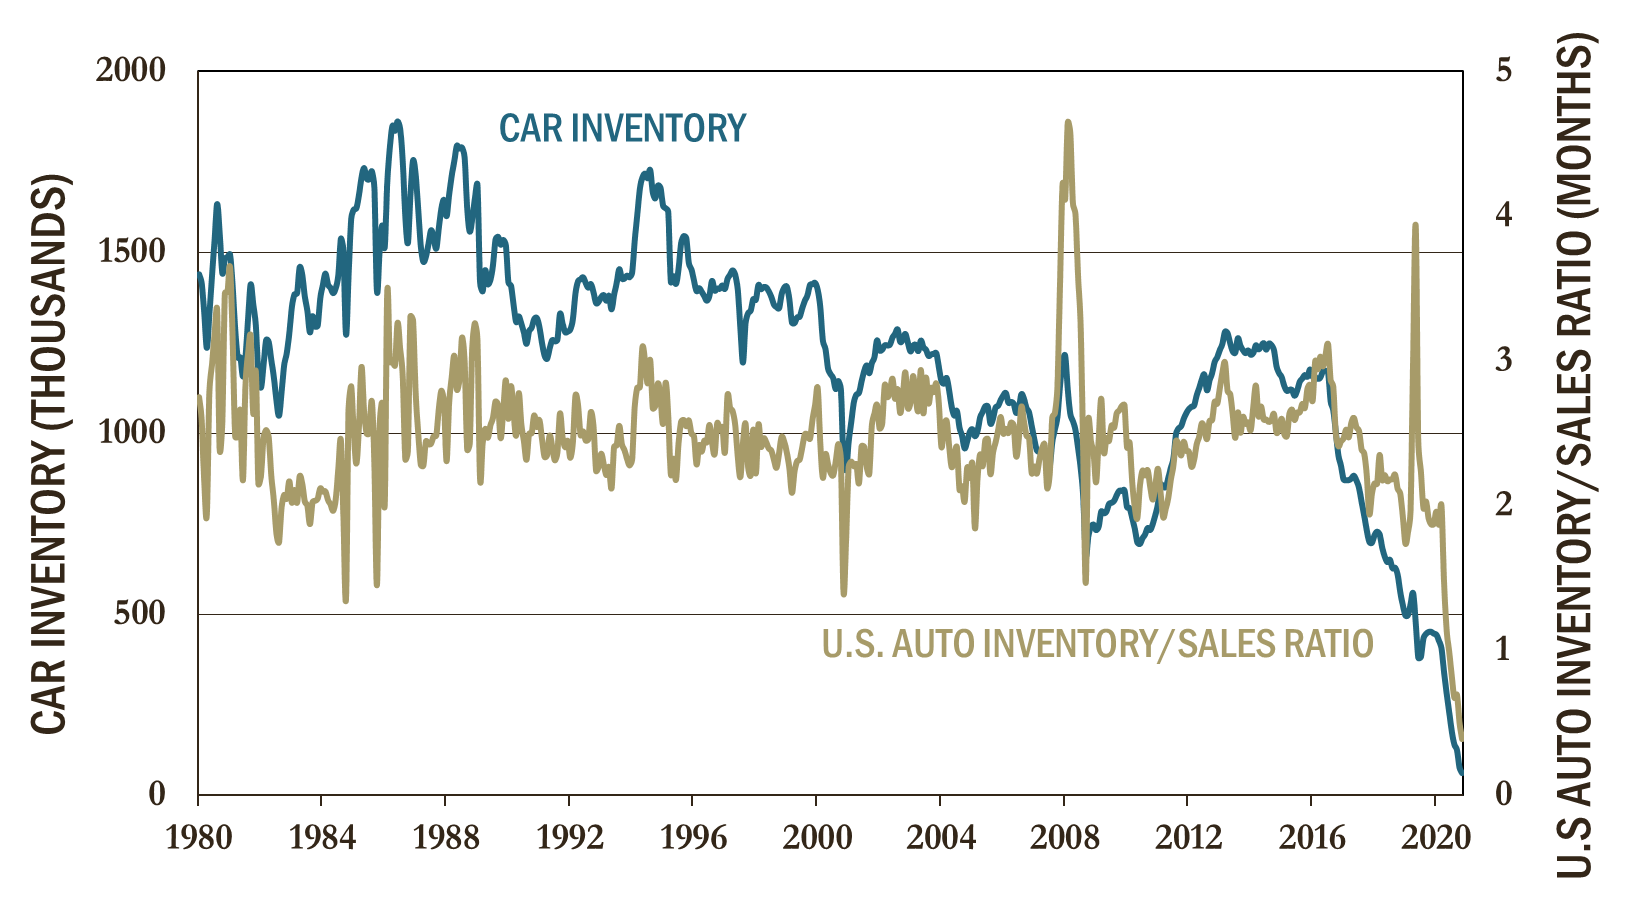 CAR INVENTORY (THOUSANDS)
2000
1500
1000
500
0
CAR INVENTORY
U.S. AUTO INVENTORY/SALES RATIO
5
4
3
2
1
0
U.S AUTO INVENTORY/SALES RATIO (MONTHS)
1980 1984 1988 1992 1996 2000 2004 2008 2012 2016 2020